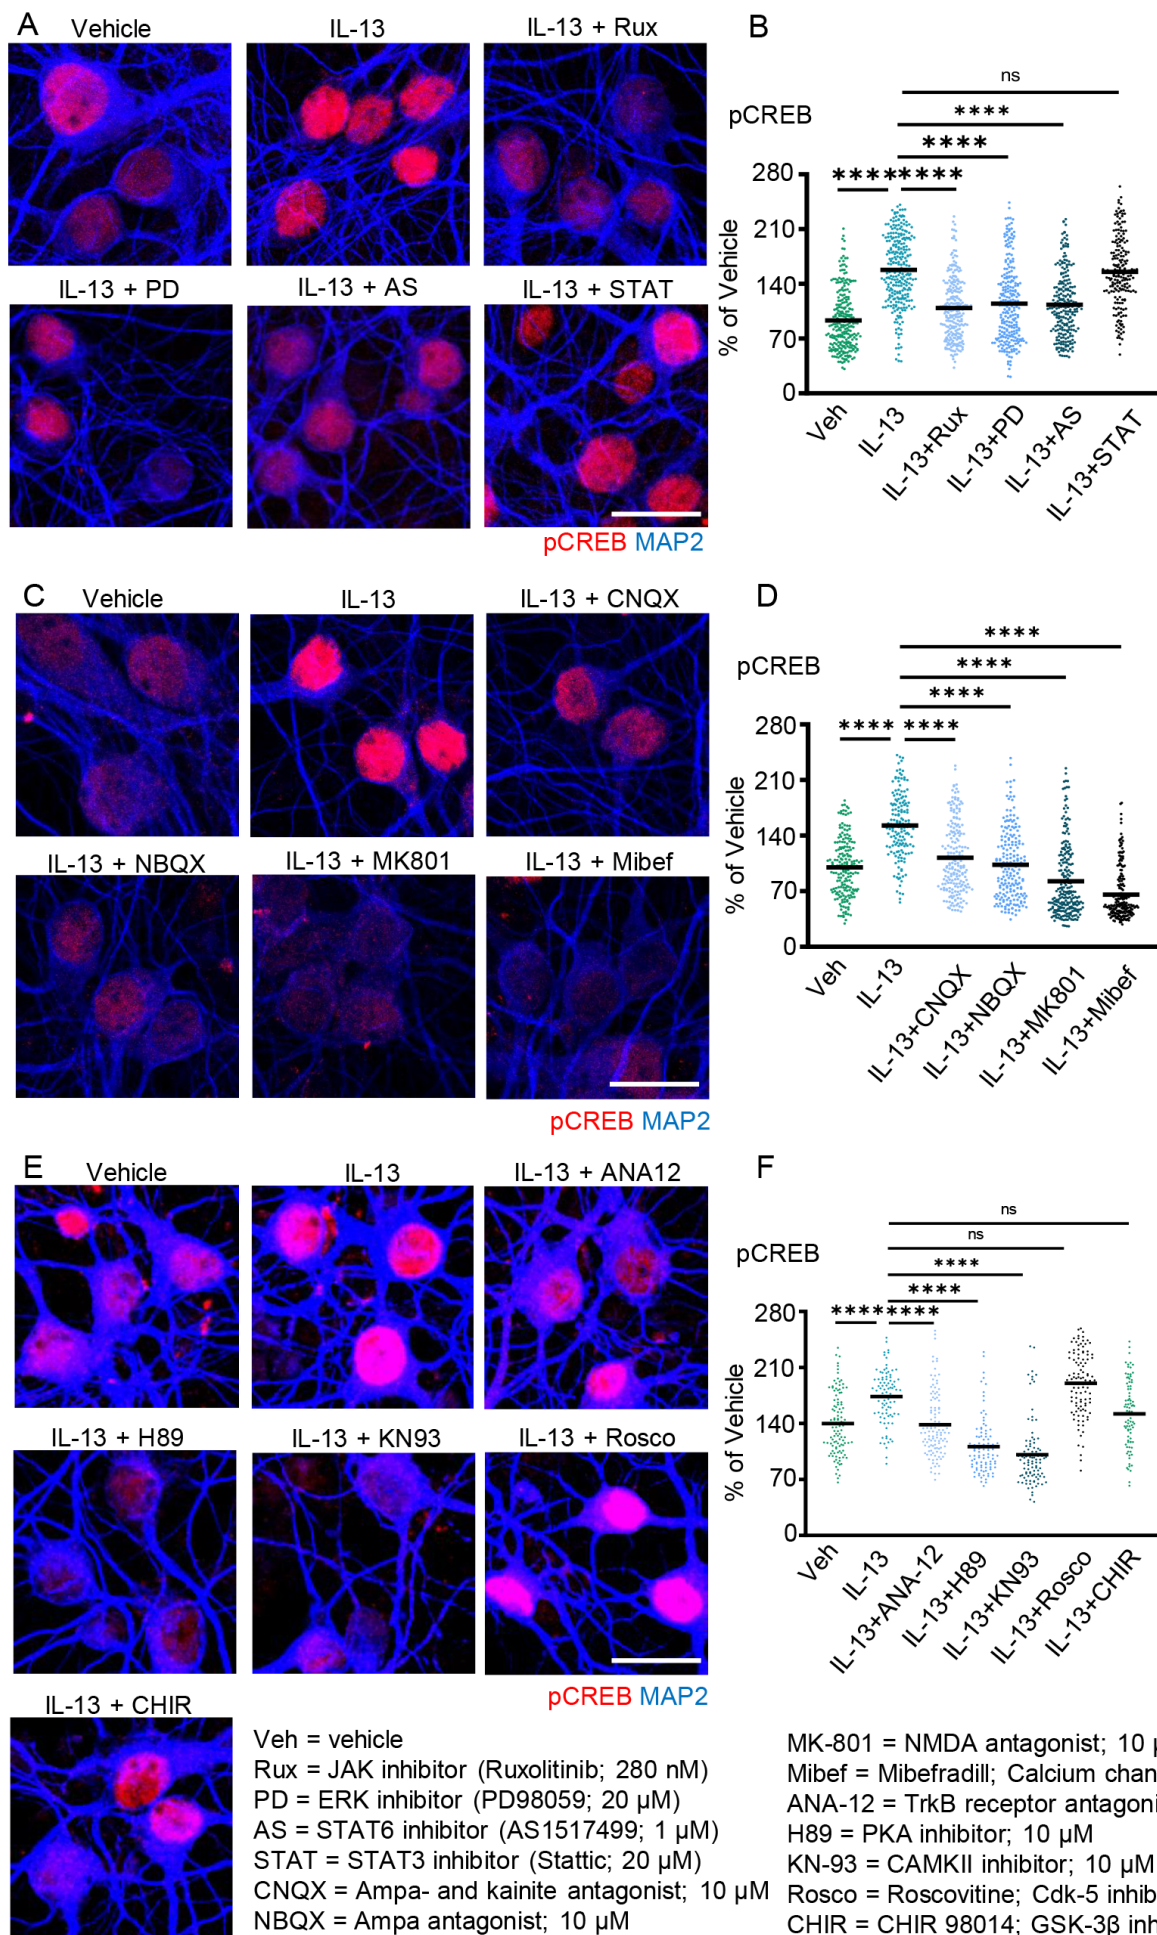 A
Vehicle
IL-13
IL-13 + Rux
IL-13 + PD
IL-13 + AS
IL-13 + STAT
pCREB MAP2
B
pCREB
ns
****
****
**** ****
% of Vehicle
280
210
140
70
0
Veh
IL-13
IL-13+Rux
IL-13+PD
IL-13+AS
IL-13+STAT
C
Vehicle
IL-13
IL-13 + CNQX
IL-13 + NBQX
IL-13 + MK801
IL-13 + Mibef
pCREB MAP2
D
pCREB
****
****
****
**** ****
% of Vehicle
280
210
140
70
0
Veh
IL-13
IL-13+CNQX
IL-13+NBQX
IL-13+MK801
IL-13+Mibef
E
Vehicle
IL-13
IL-13 + ANA12
IL-13 + H89
IL-13 + KN93
IL-13 + Rosco
pCREB MAP2
IL-13 + CHIR
F
pCREB
ns
ns
****
****
**** ****
% of Vehicle
280
210
140
70
0
Veh
IL-13
IL-13+ANA-12
IL-13+H89
IL-13+KN93
IL-13+Rosco
IL-13+CHIR
Veh = vehicle
Rux = JAK inhibitor (Ruxolitinib; 280 nM)
PD = ERK inhibitor (PD98059; 20 µM)
AS = STAT6 inhibitor (AS1517499; 1 µM)
STAT = STAT3 inhibitor (Stattic; 20 µM)
CNQX = Ampa- and kainite antagonist; 10 µM
NBQX = Ampa antagonist; 10 µM
MK-801 = NMDA antagonist; 10
Mibef = Mibefradill; Calcium chan
ANA-12 = TrkB receptor antagoni
H89 = PKA inhibitor; 10 µM
KN-93 = CAMKII inhibitor; 10 µM
Rosco = Roscovitine; Cdk-5 inhib
CHIR = CHIR 98014; GSK-3β inh